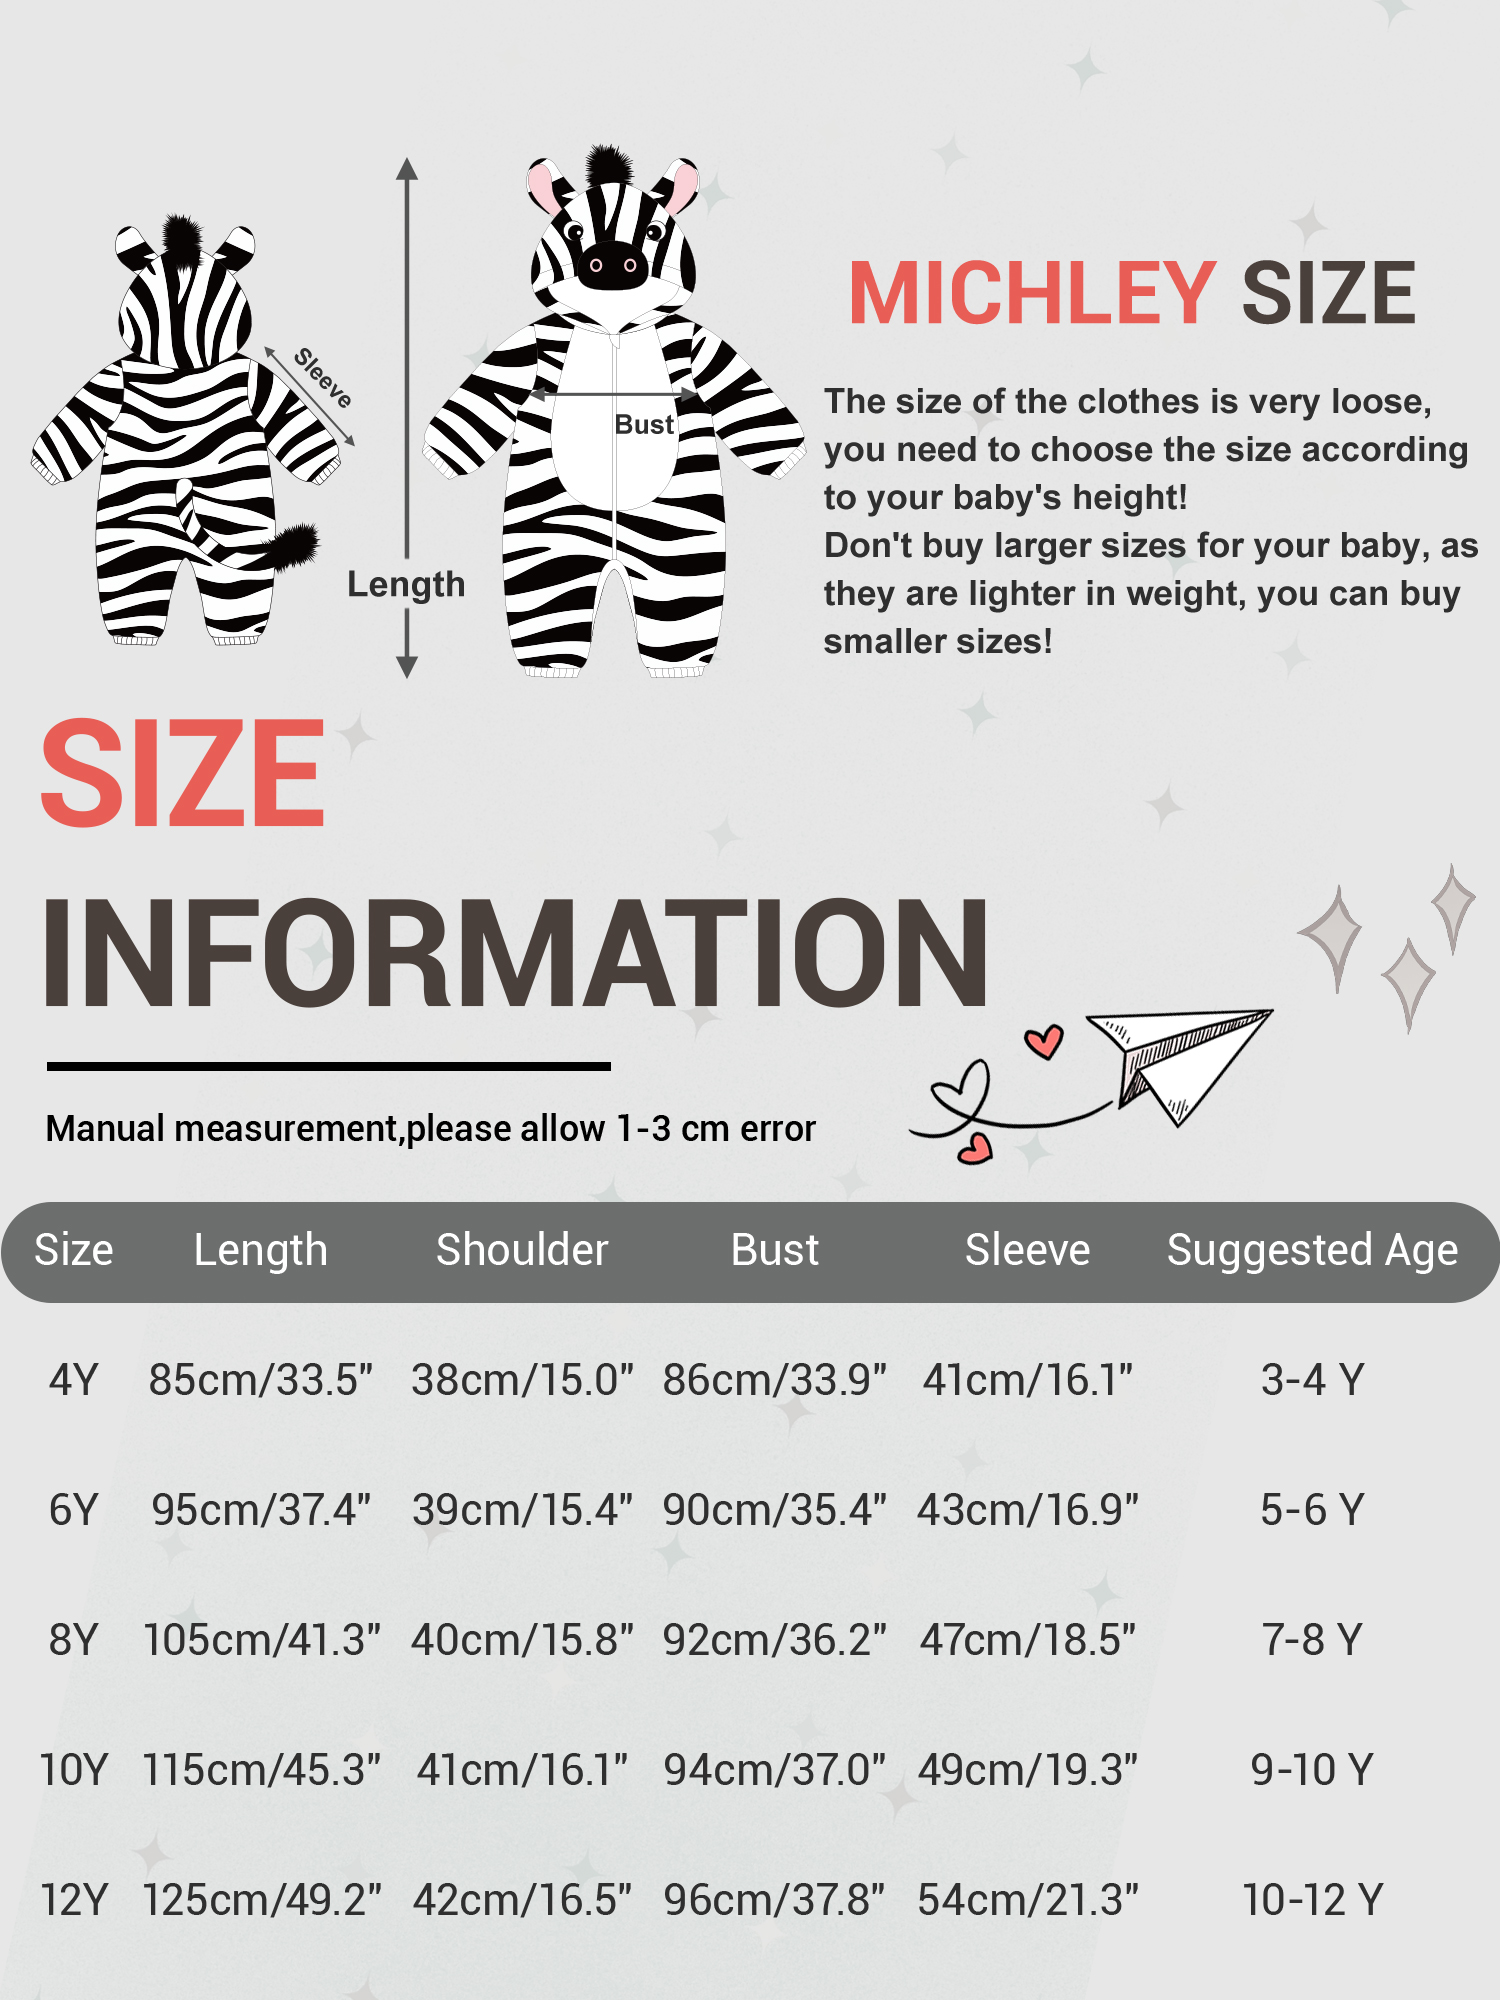 Sleeve
Bust
Length
MICHLEY SIZE
The size of the clothes is very loose,
you need to choose the size according
to your baby's height!
Don't buy larger sizes for your baby, as
they are lighter in weight, you can buy
smaller sizes!
SIZE
INFORMATION
Manual measurement,please allow 1-3 cm error
Size Length Shoulder Bust Sleeve Suggested Age
4Y 85cm/33.5" 38cm/15.0" 86cm/33.9" 41cm/16.1" 3-4 Y
6Y 95cm/37.4" 39cm/15.4" 90cm/35.4" 43cm/16.9" 5-6 Y
8Y 105cm/41.3" 40cm/15.8" 92cm/36.2" 47cm/18.5" 7-8 Y
10Y 115cm/45.3" 41cm/16.1" 94cm/37.0" 49cm/19.3" 9-10 Y
12Y 125cm/49.2" 42cm/16.5" 96cm/37.8" 54cm/21.3" 10-12 Y